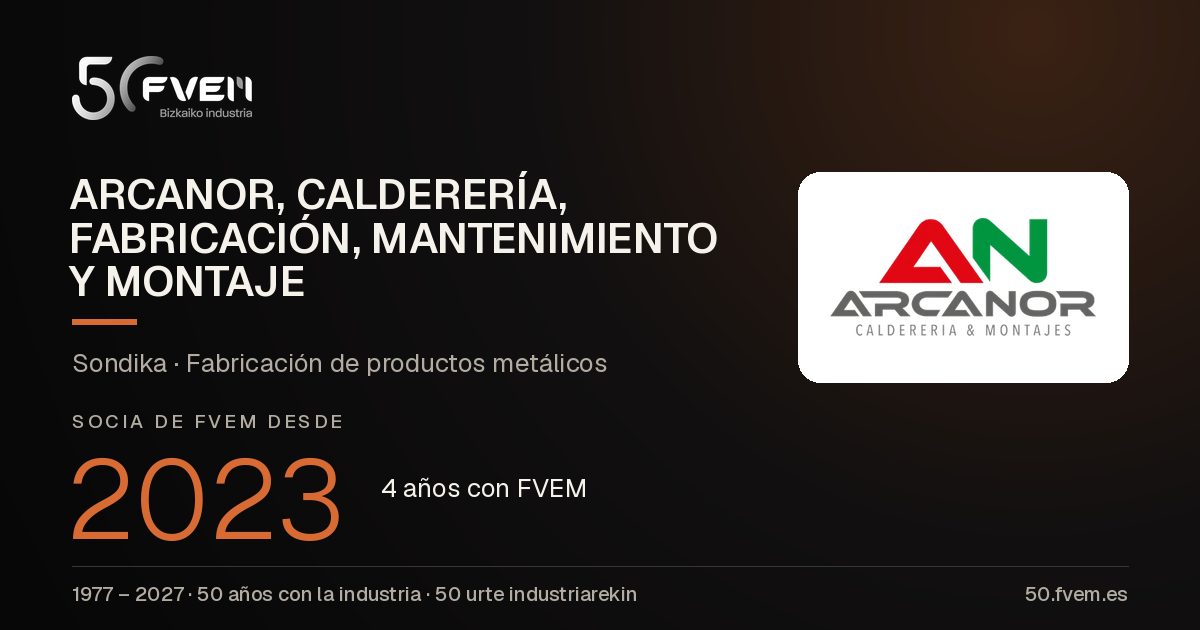 50 FVEM
Bizkaiko industria
ARCANOR, CALDERERÍA,
FABRICACIÓN, MANTENIMIENTO
Y MONTAJE
AN
ARCANOR
CALDERERIA & MONTAJES
Sondika · Fabricación de productos metálicos
SOCIA DE FVEM DESDE
2023
4 años con FVEM
1977 – 2027 · 50 años con la industria · 50 urte industriarekin
50.fvem.es